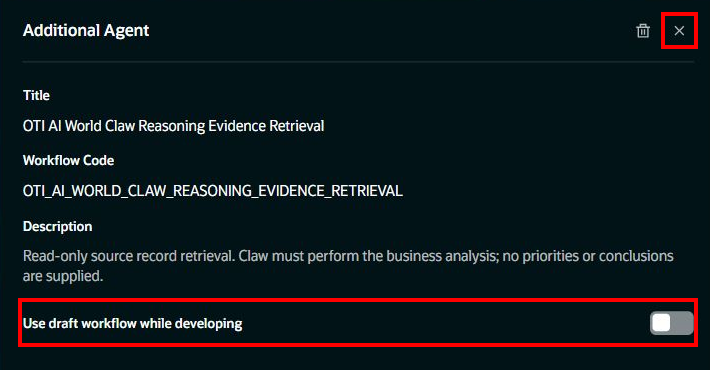 Additional Agent
Title
OTI AI World Claw Reasoning Evidence Retrieval
Workflow Code
OTI_AI_WORLD_CLAW_REASONING_EVIDENCE_RETRIEVAL
Description
Read-only source record retrieval. Claw must perform the business analysis; no priorities or conclusions
are supplied.
Use draft workflow while developing